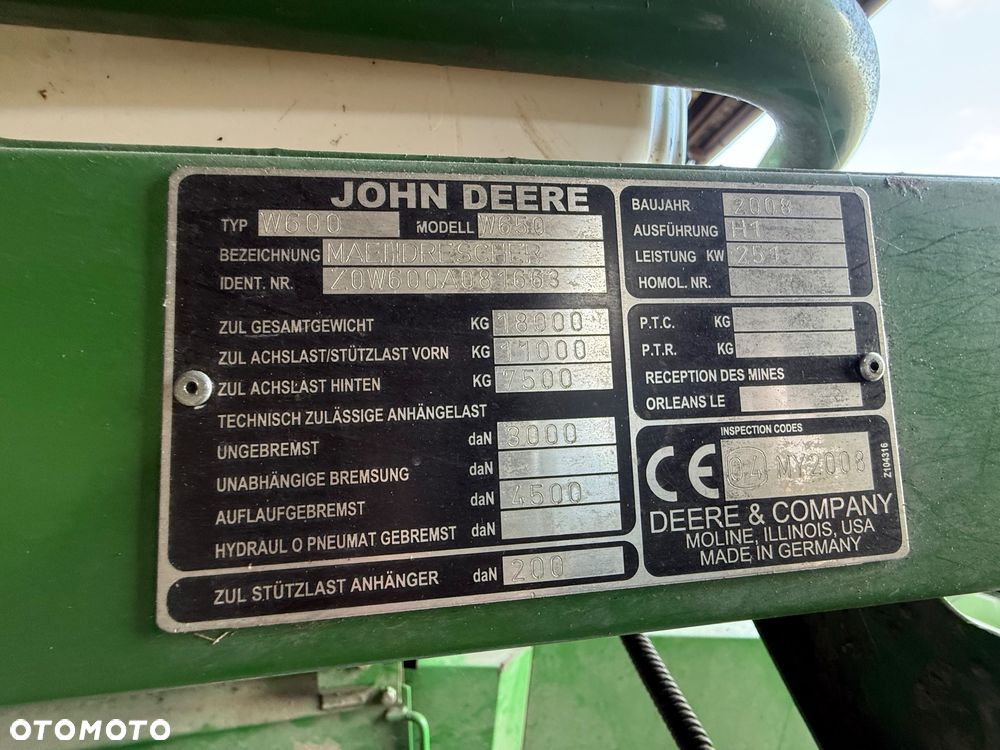 JOHN DEERE
TYP W600 MODELL W650
BEZEICHNUNG MAEHDRESCHER
IDENT. NR. Z0W600A081663
ZUL GESAMTGEWICHT KG 18000
ZUL ACHSLAST/STÜTZLAST VORN KG 11000
ZUL ACHSLAST HINTEN KG 7500
TECHNISCH ZULÄSSIGE ANHÄNGELAST
UNGEBREMST daN 3000
UNABHÄNGIGE BREMSUNG daN
AUFLAUFGEBREMST daN 4500
HYDRAUL O PNEUMAT GEBREMST daN
ZUL STÜTZLAST ANHÄNGER daN 200
BAUJAHR 2008
AUSFÜHRUNG H1
LEISTUNG KW 251
HOMOL. NR.
P.T.C. KG
P.T.R. KG
RECEPTION DES MINES
ORLEANS LE
INSPECTION CODES
CE 0-4 MY2008
Z104316
DEERE & COMPANY
MOLINE, ILLINOIS, USA
MADE IN GERMANY
OTOMOTO